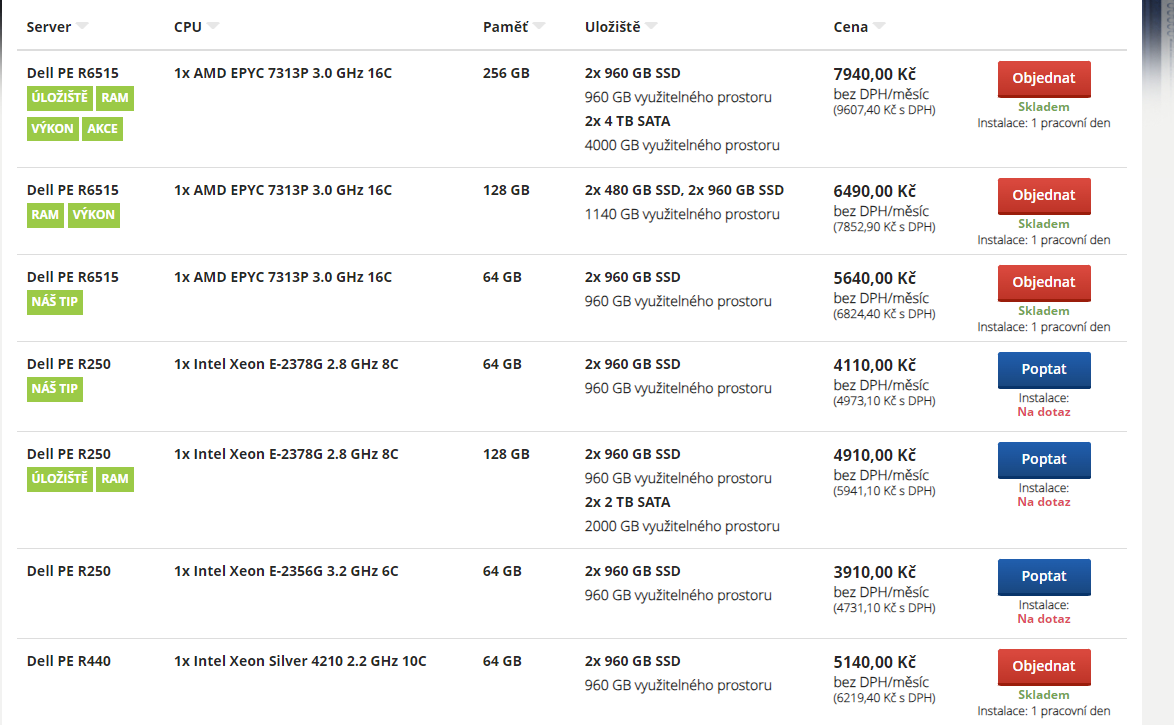 Server CPU Paměť Uložiště Cena
Dell PE R6515 1x AMD EPYC 7313P 3.0 GHz 16C 256 GB 2x 960 GB SSD 7940,00 Kč Objednat
ÚLOŽIŠTĚ RAM 960 GB využitelného prostoru bez DPH/měsíc Skladem
VÝKON AKCE 2x 4 TB SATA (9607,40 Kč s DPH) Instalace: 1 pracovní den
4000 GB využitelného prostoru
Dell PE R6515 1x AMD EPYC 7313P 3.0 GHz 16C 128 GB 2x 480 GB SSD, 2x 960 GB SSD 6490,00 Kč Objednat
RAM VÝKON 1140 GB využitelného prostoru bez DPH/měsíc Skladem
(7852,90 Kč s DPH) Instalace: 1 pracovní den
Dell PE R6515 1x AMD EPYC 7313P 3.0 GHz 16C 64 GB 2x 960 GB SSD 5640,00 Kč Objednat
NÁŠ TIP 960 GB využitelného prostoru bez DPH/měsíc Skladem
(6824,40 Kč s DPH) Instalace: 1 pracovní den
Dell PE R250 1x Intel Xeon E-2378G 2.8 GHz 8C 64 GB 2x 960 GB SSD 4110,00 Kč Poptat
NÁŠ TIP 960 GB využitelného prostoru bez DPH/měsíc Instalace:
(4973,10 Kč s DPH) Na dotaz
Dell PE R250 1x Intel Xeon E-2378G 2.8 GHz 8C 128 GB 2x 960 GB SSD 4910,00 Kč Poptat
ÚLOŽIŠTĚ RAM 960 GB využitelného prostoru bez DPH/měsíc Instalace:
2x 2 TB SATA (5941,10 Kč s DPH) Na dotaz
2000 GB využitelného prostoru
Dell PE R250 1x Intel Xeon E-2356G 3.2 GHz 6C 64 GB 2x 960 GB SSD 3910,00 Kč Poptat
960 GB využitelného prostoru bez DPH/měsíc Instalace:
(4731,10 Kč s DPH) Na dotaz
Dell PE R440 1x Intel Xeon Silver 4210 2.2 GHz 10C 64 GB 2x 960 GB SSD 5140,00 Kč Objednat
960 GB využitelného prostoru bez DPH/měsíc Skladem
(6219,40 Kč s DPH) Instalace: 1 pracovní den